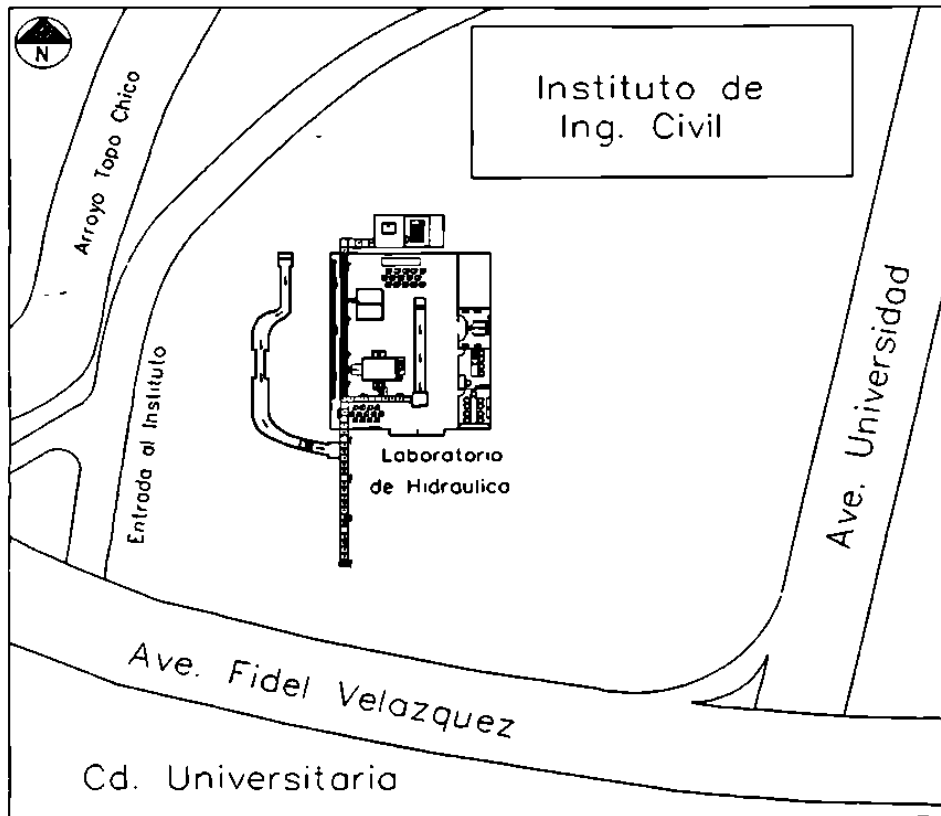 N
Arroyo Topo Chico
Instituto de
Ing. Civil
Entrada al Instituto
Laboratorio
de Hidraulica
Ave. Universidad
Ave. Fidel Velazquez
Cd. Universitaria